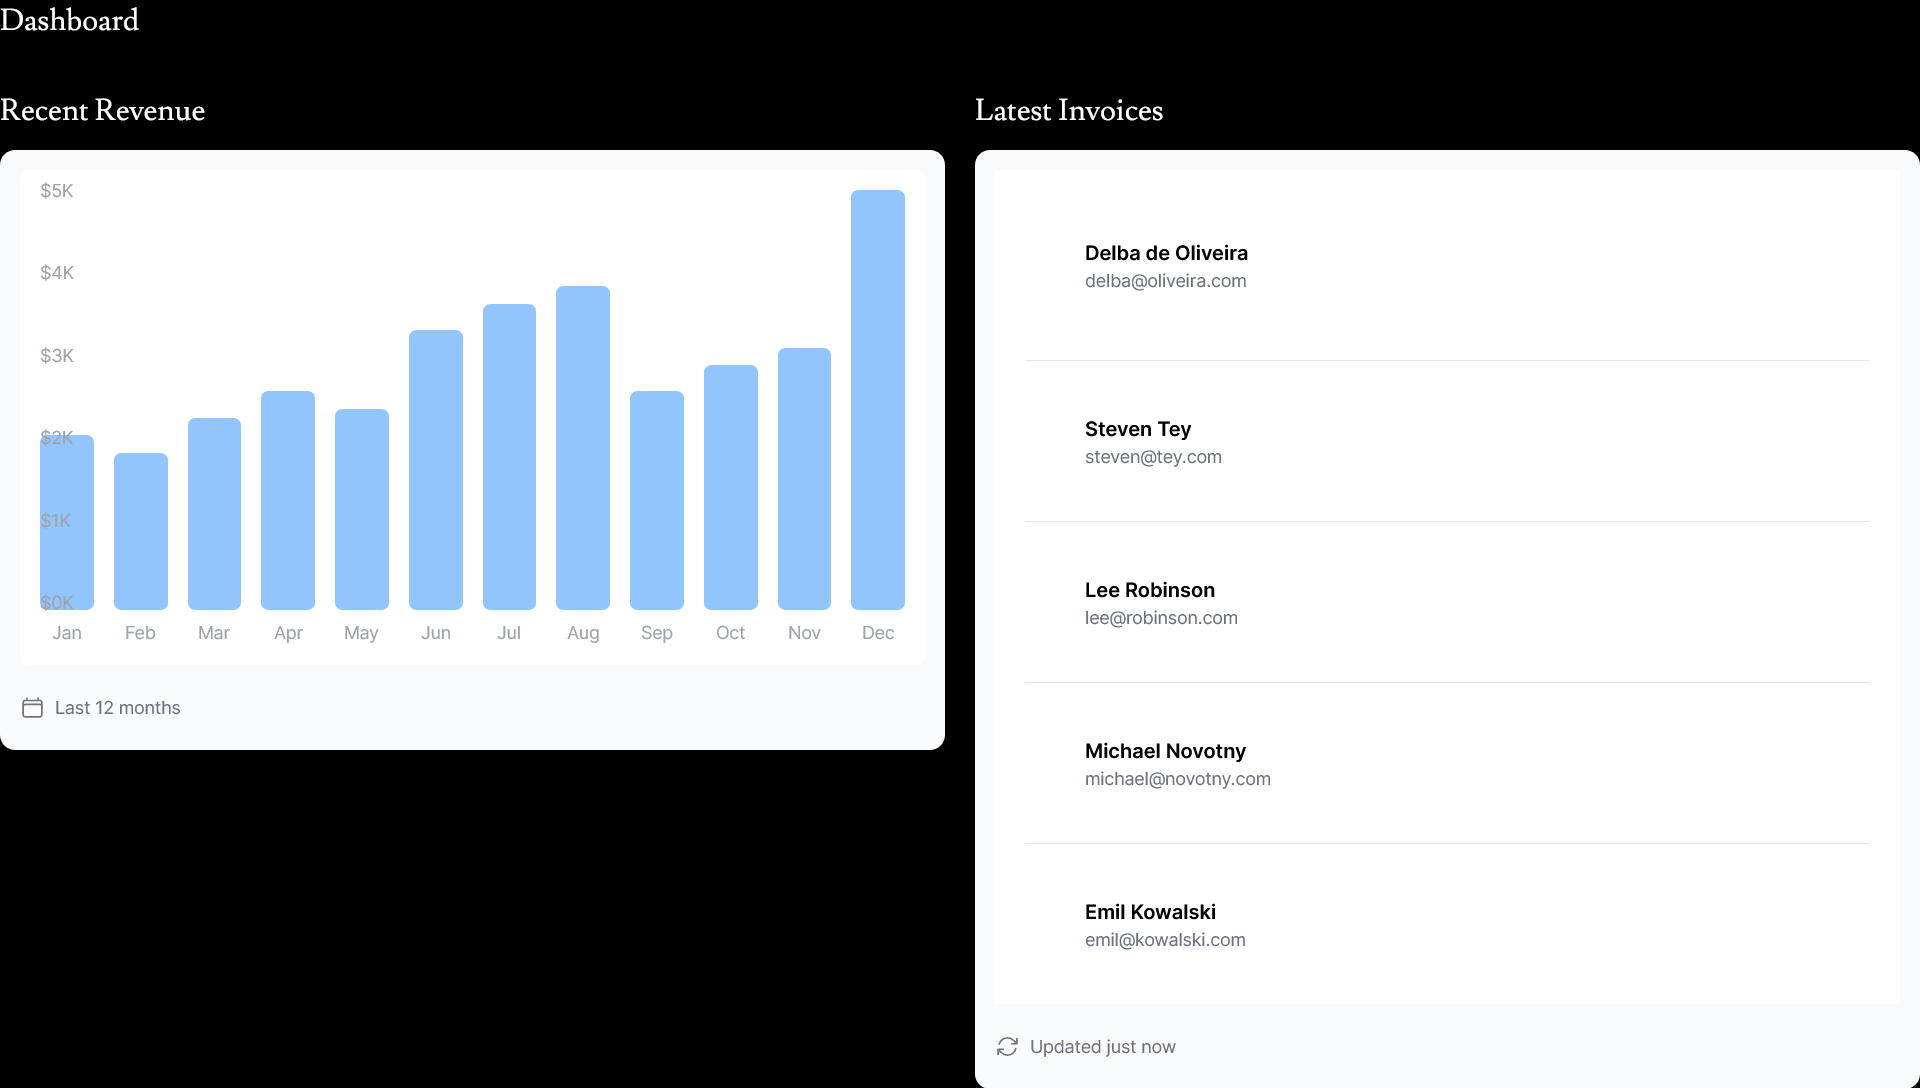 Dashboard
Recent Revenue
$5K
$4K
$3K
$2K
$1K
$0K
Jan Feb Mar Apr May Jun Jul Aug Sep Oct Nov Dec
Last 12 months
Latest Invoices
Delba de Oliveira
delba@oliveira.com
Steven Tey
steven@tey.com
Lee Robinson
lee@robinson.com
Michael Novotny
michael@novotny.com
Emil Kowalski
emil@kowalski.com
Updated just now